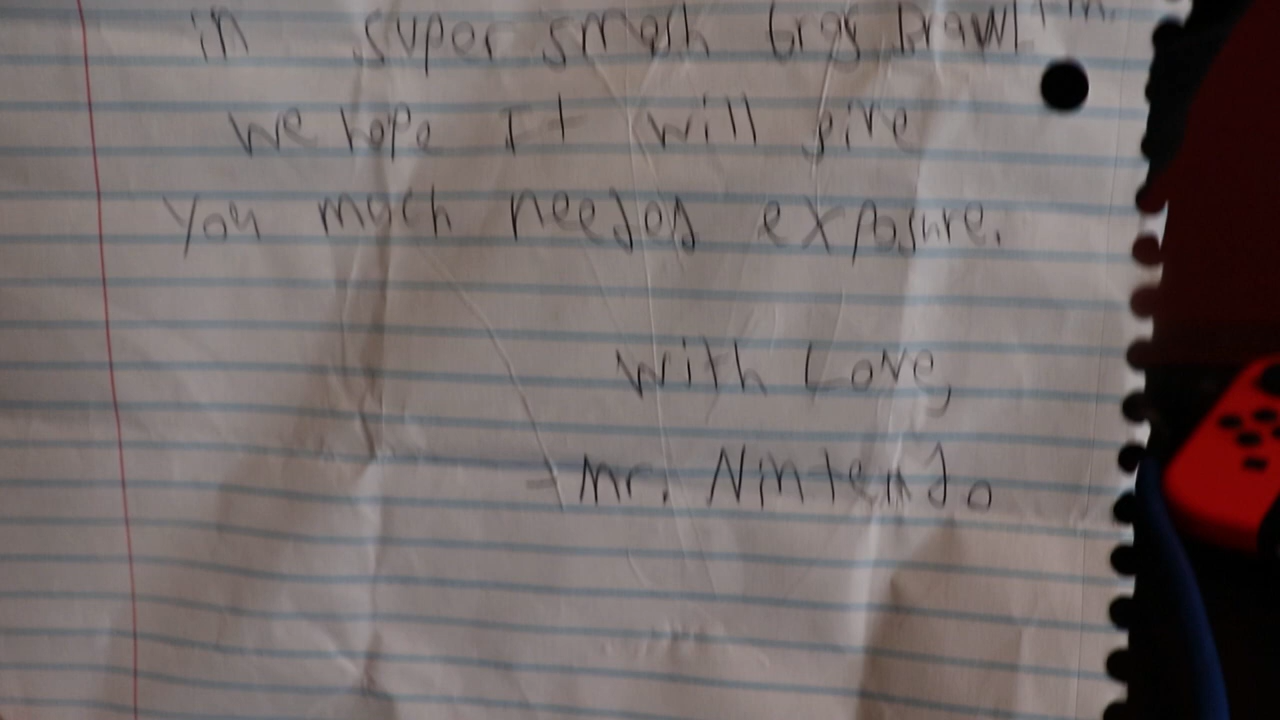 in super smash bros brawl T.M.
We hope It will give
You much needed exposure.
With Love,
- Mr. Nintendo